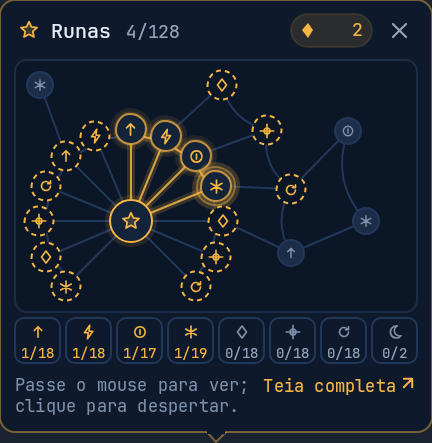 Runas 4/128 2
1/18 1/18 1/17 1/19 0/18 0/18 0/18 0/2
Passe o mouse para ver; Teia completa
clique para despertar.